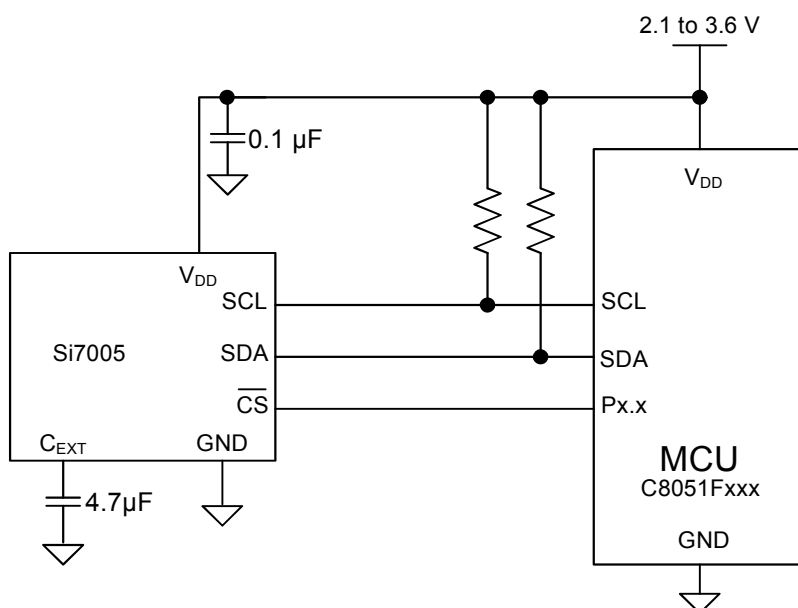 2.1 to 3.6 V
0.1 µF
V_DD
V_DD
SCL
SCL
Si7005
SDA
SDA
C̅S̅
Px.x
C_EXT
GND
MCU
C8051Fxxx
4.7µF
GND